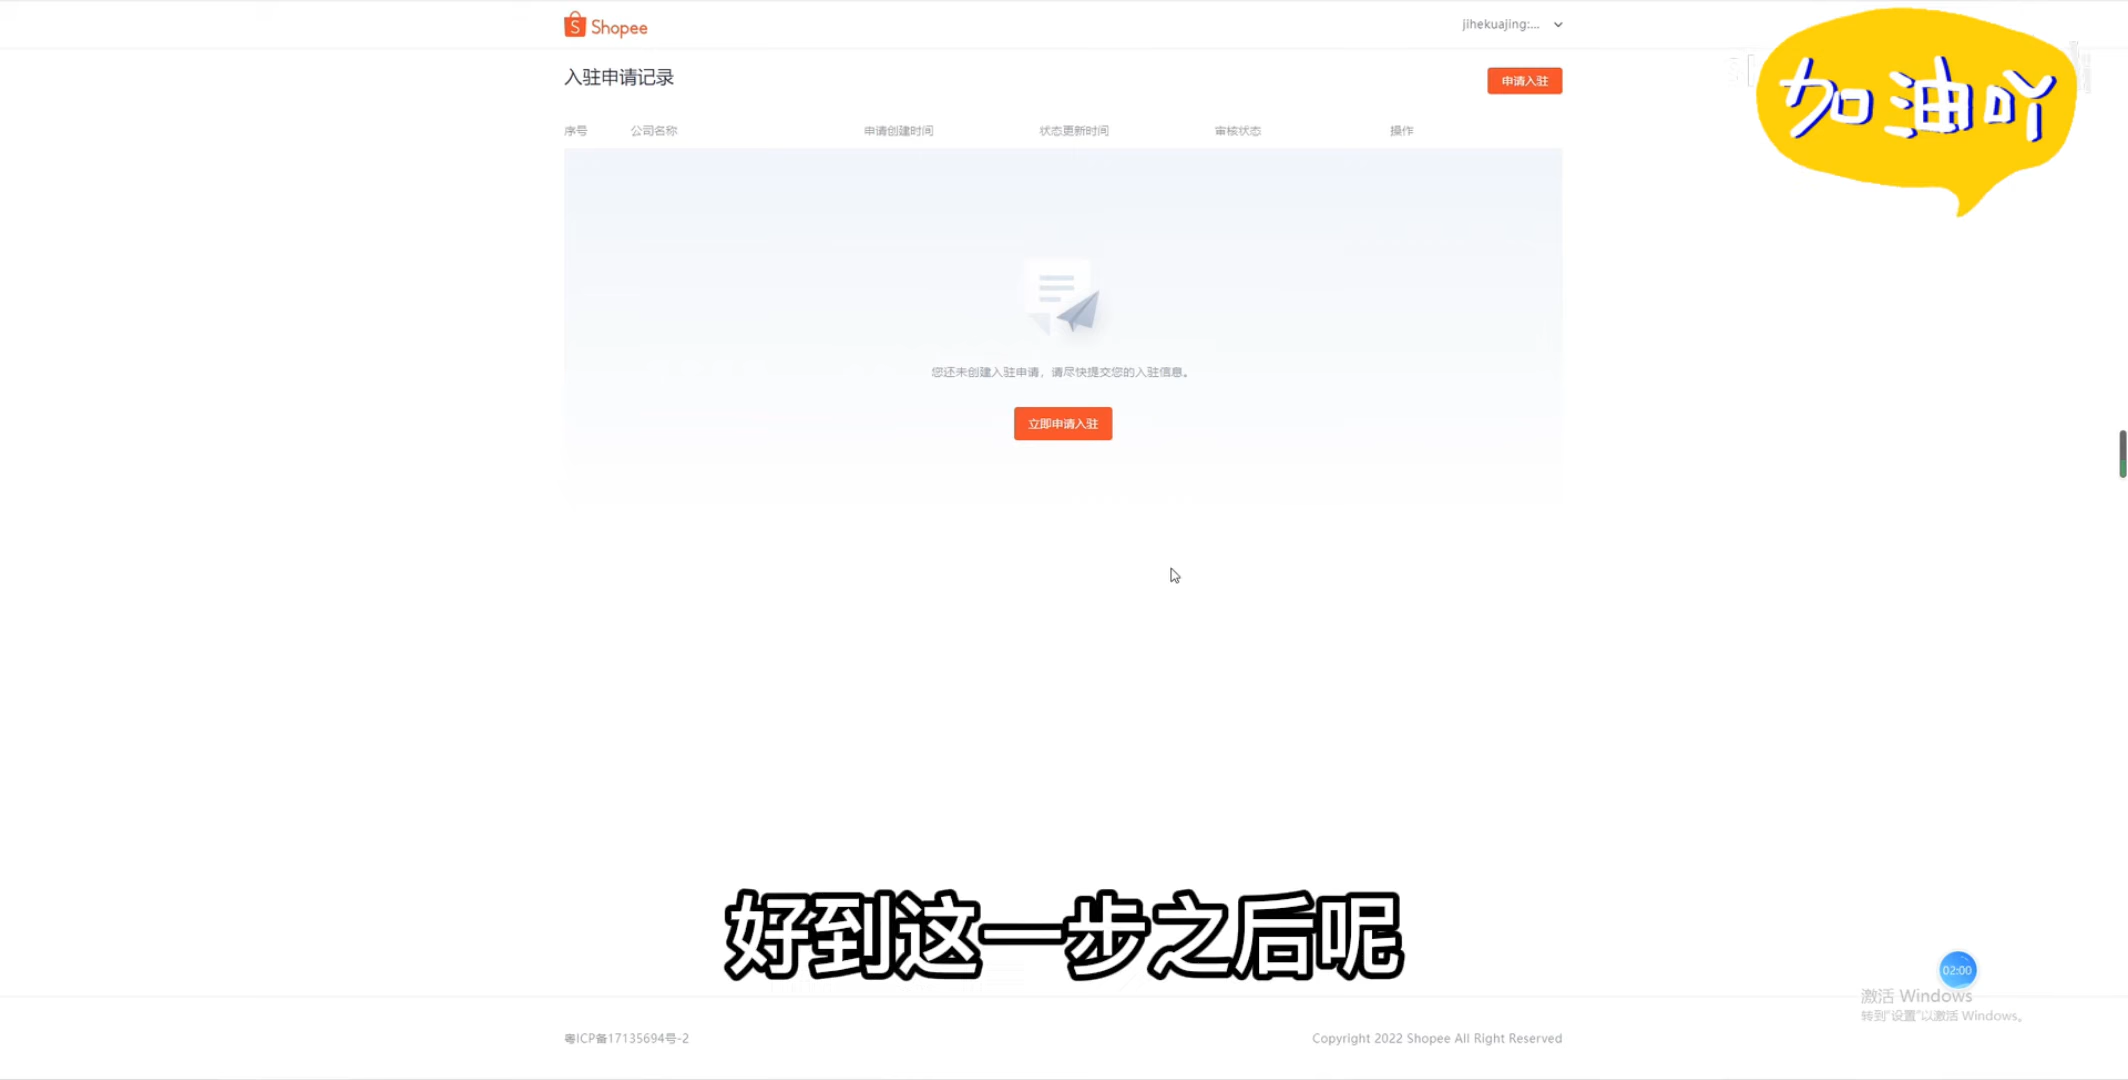 Shopee
jihekuajing:...
加油吖
入驻申请记录
申请入驻
序号 公司名称 申请创建时间 状态更新时间 审核状态 操作
您还未创建入驻申请，请尽快提交您的入驻信息。
立即申请入驻
好到这一步之后呢
02:00
激活 Windows
转到"设置"以激活 Windows。
粤ICP备17135694号-2
Copyright 2022 Shopee All Right Reserved